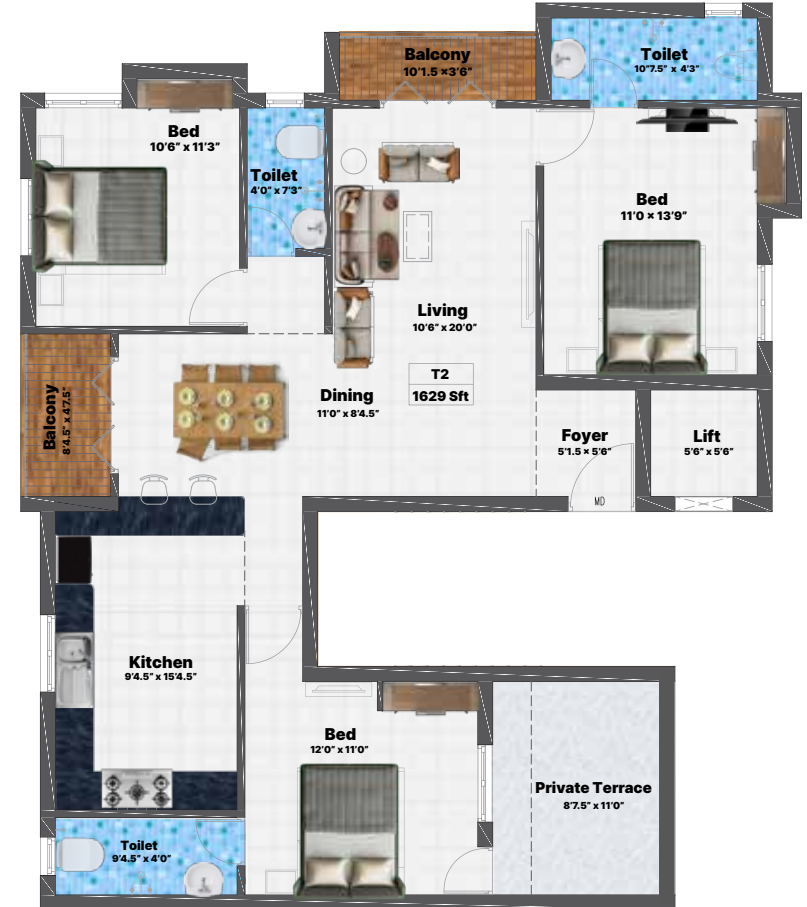 Balcony
10'1.5 ×3'6"
Toilet
10"7.5" x 4'3"
Bed
10'6" x 11'3"
Toilet
4'0" x 7'3"
Bed
11'0 × 13'9"
Living
10'6" x 20'0"
T2
1629 Sft
Dining
11'0" x 8'4.5"
Balcony
8'4.5" x 4'7.5"
Foyer
5'1.5 × 5'6"
Lift
5'6" x 5'6"
MD
Kitchen
9'4.5" x 15'4.5"
Bed
12'0" x 11'0"
Private Terrace
8'7.5" x 11'0"
Toilet
9'4.5" x 4'0"